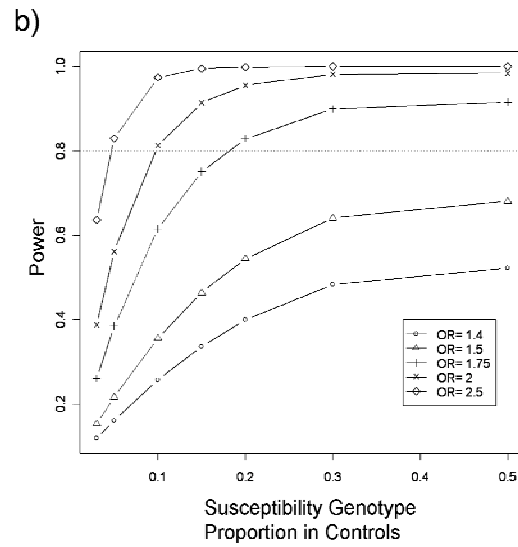 b)
1.0
0.8
0.6
0.4
0.2
Power
OR= 1.4
OR= 1.5
OR= 1.75
OR= 2
OR= 2.5
0.1 0.2 0.3 0.4 0.5
Susceptibility Genotype
Proportion in Controls